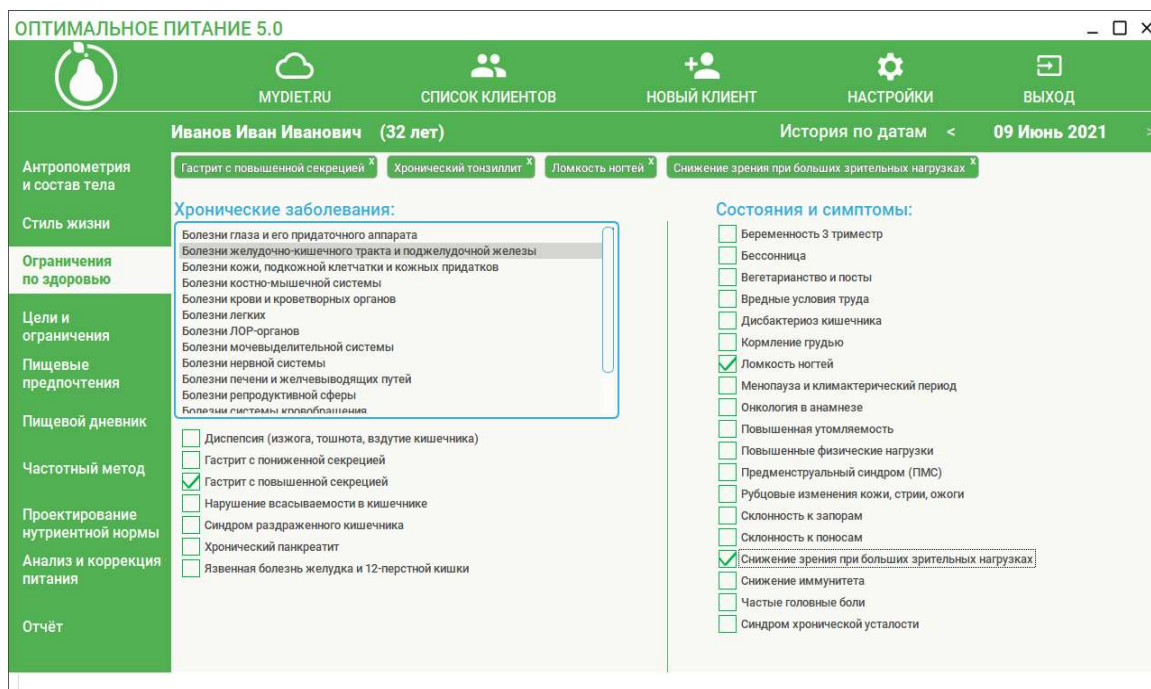 ОПТИМАЛЬНОЕ ПИТАНИЕ 5.0
MYDIET.RU
СПИСОК КЛИЕНТОВ
НОВЫЙ КЛИЕНТ
НАСТРОЙКИ
ВЫХОД
Иванов Иван Иванович (32 лет)
История по датам < 09 Июнь 2021 >
Антропометрия
и состав тела
Стиль жизни
Ограничения
по здоровью
Цели и
ограничения
Пищевые
предпочтения
Пищевой дневник
Частотный метод
Проектирование
нутриентной нормы
Анализ и коррекция
питания
Отчёт
Гастрит с повышенной секрецией x
Хронический тонзиллит x
Ломкость ногтей x
Снижение зрения при больших зрительных нагрузках x
Хронические заболевания:
Болезни глаза и его придаточного аппарата
Болезни желудочно-кишечного тракта и поджелудочной железы
Болезни кожи, подкожной клетчатки и кожных придатков
Болезни костно-мышечной системы
Болезни крови и кроветворных органов
Болезни легких
Болезни ЛОР-органов
Болезни мочевыделительной системы
Болезни нервной системы
Болезни печени и желчевыводящих путей
Болезни репродуктивной сферы
Болезни системы кровобращения
Диспепсия (изжога, тошнота, вздутие кишечника)
Гастрит с пониженной секрецией
Гастрит с повышенной секрецией
Нарушение всасываемости в кишечнике
Синдром раздраженного кишечника
Хронический панкреатит
Язвенная болезнь желудка и 12-перстной кишки
Состояния и симптомы:
Беременность 3 триместр
Бессонница
Вегетарианство и посты
Вредные условия труда
Дисбактериоз кишечника
Кормление грудью
Ломкость ногтей
Менопауза и климактерический период
Онкология в анамнезе
Повышенная утомляемость
Повышенные физические нагрузки
Предменструальный синдром (ПМС)
Рубцовые изменения кожи, стрии, ожоги
Склонность к запорам
Склонность к поносам
Снижение зрения при больших зрительных нагрузках
Снижение иммунитета
Частые головные боли
Синдром хронической усталости